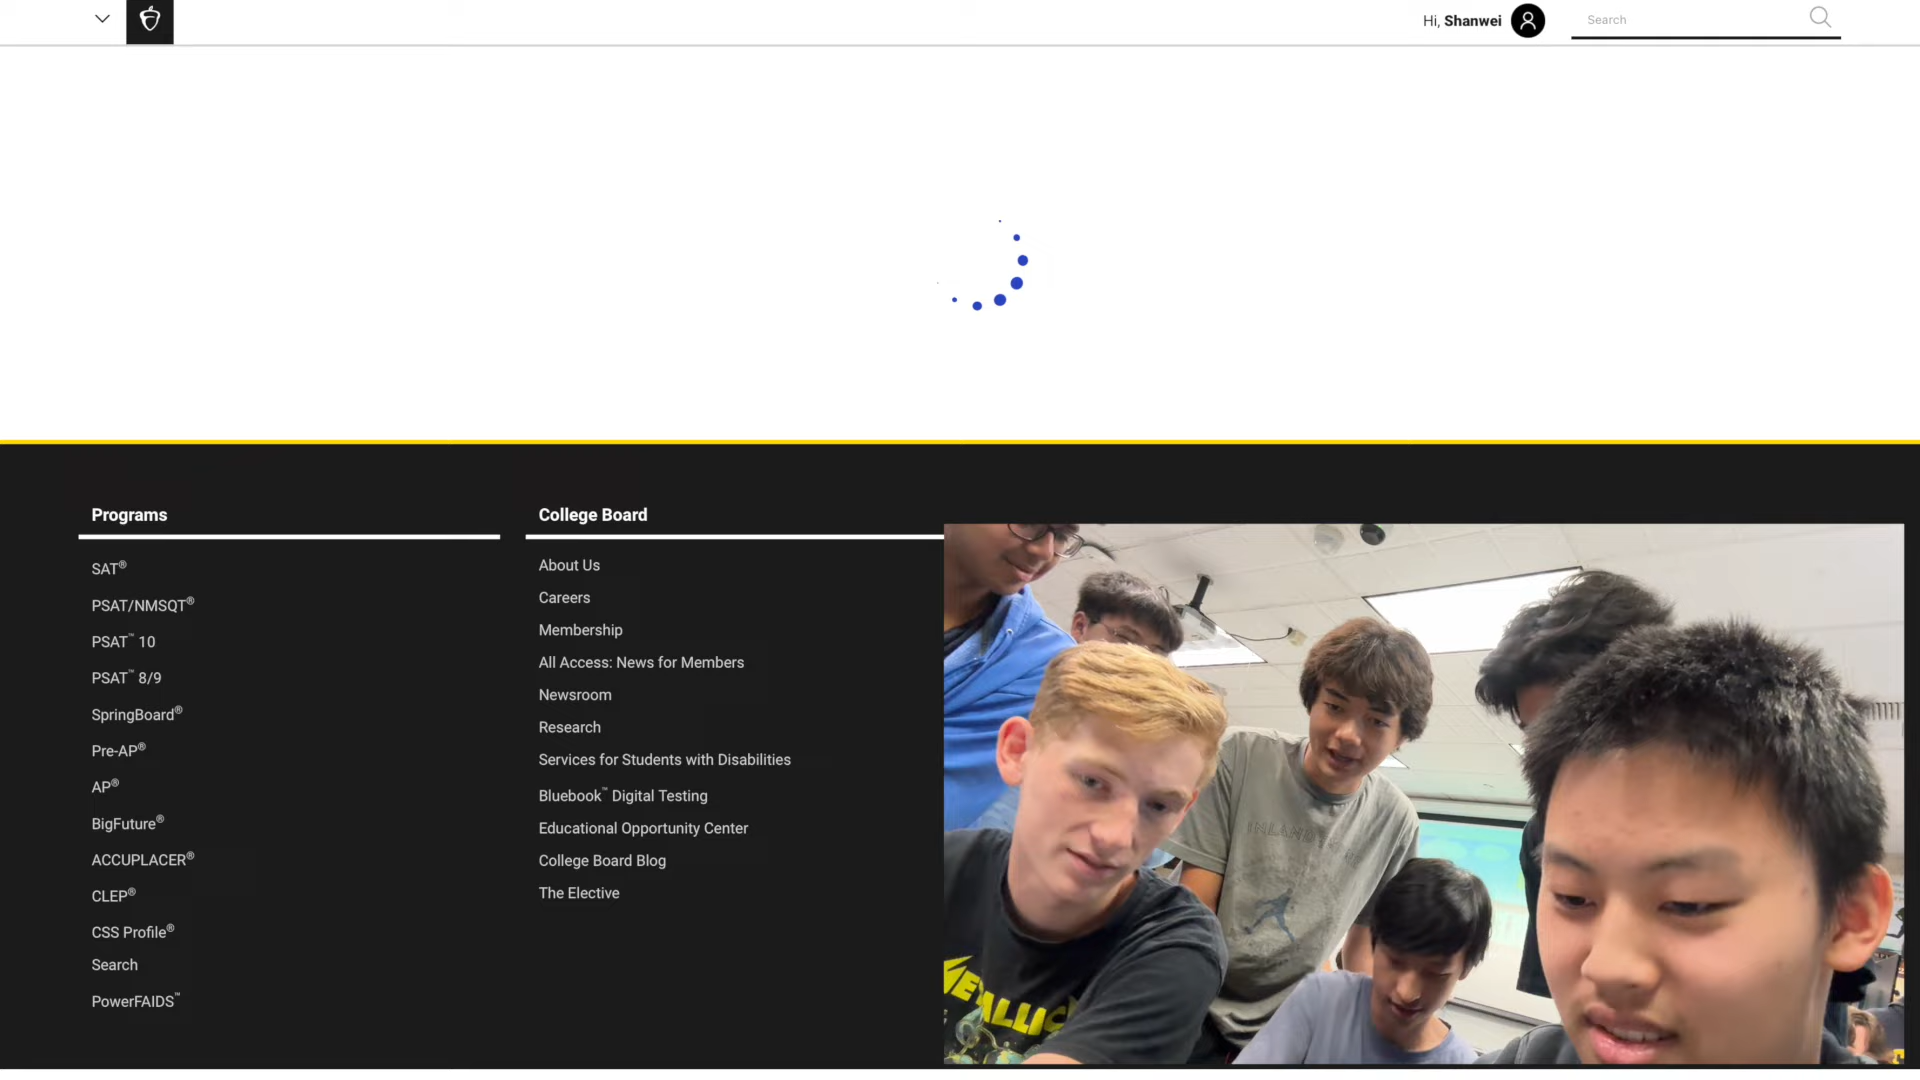 Hi, Shanwei
Search
Programs
SAT®
PSAT/NMSQT®
PSAT™ 10
PSAT™ 8/9
SpringBoard®
Pre-AP®
AP®
BigFuture®
ACCUPLACER®
CLEP®
CSS Profile®
Search
PowerFAIDS™
College Board
About Us
Careers
Membership
All Access: News for Members
Newsroom
Research
Services for Students with Disabilities
Bluebook™ Digital Testing
Educational Opportunity Center
College Board Blog
The Elective
INLAND
METALLIC